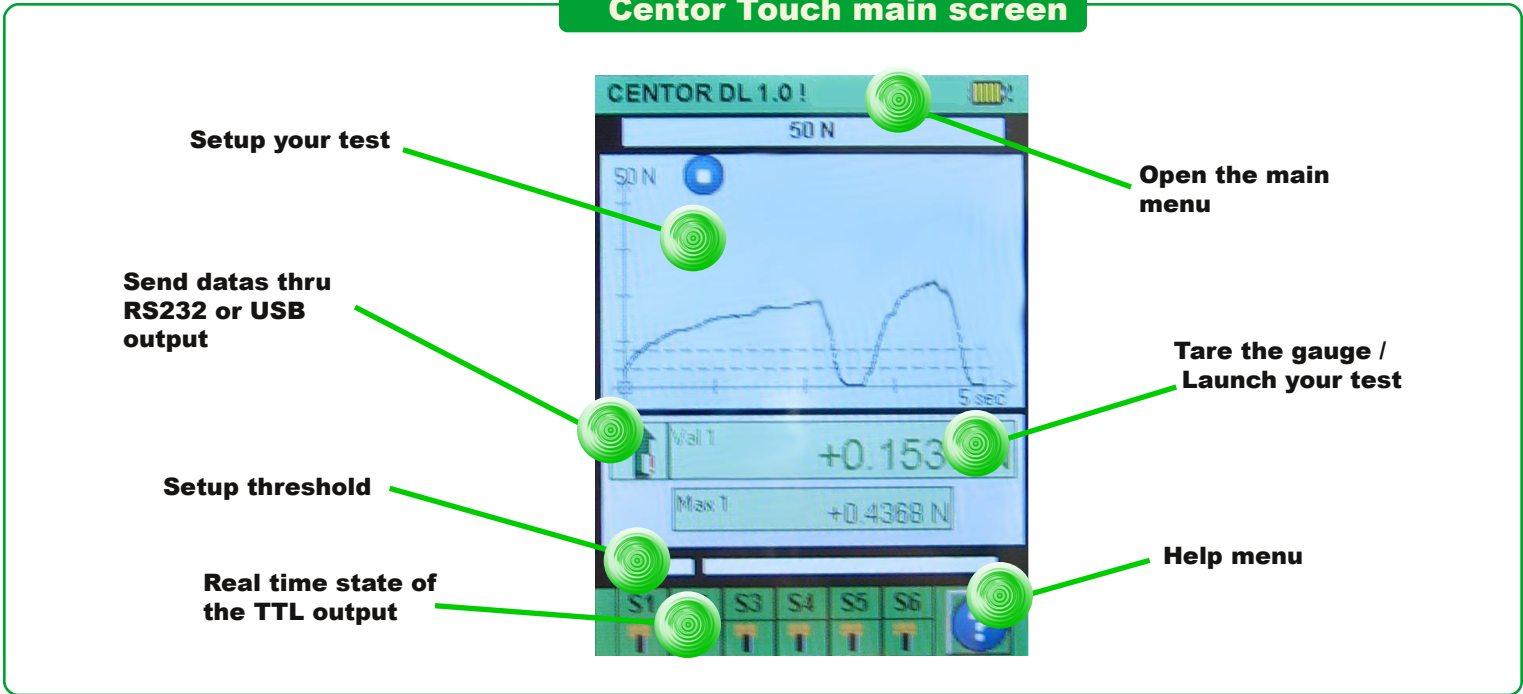 Centor Touch main screen
CENTOR DL 1.0 !
50 N
50 N
Setup your test
Open the main
menu
Send datas thru
RS232 or USB
output
5 sec
Tare the gauge /
Launch your test
Val 1
+0.153
Max 1
+0.4368 N
Setup threshold
Help menu
Real time state of
the TTL output
S1
S3
S4
S5
S6